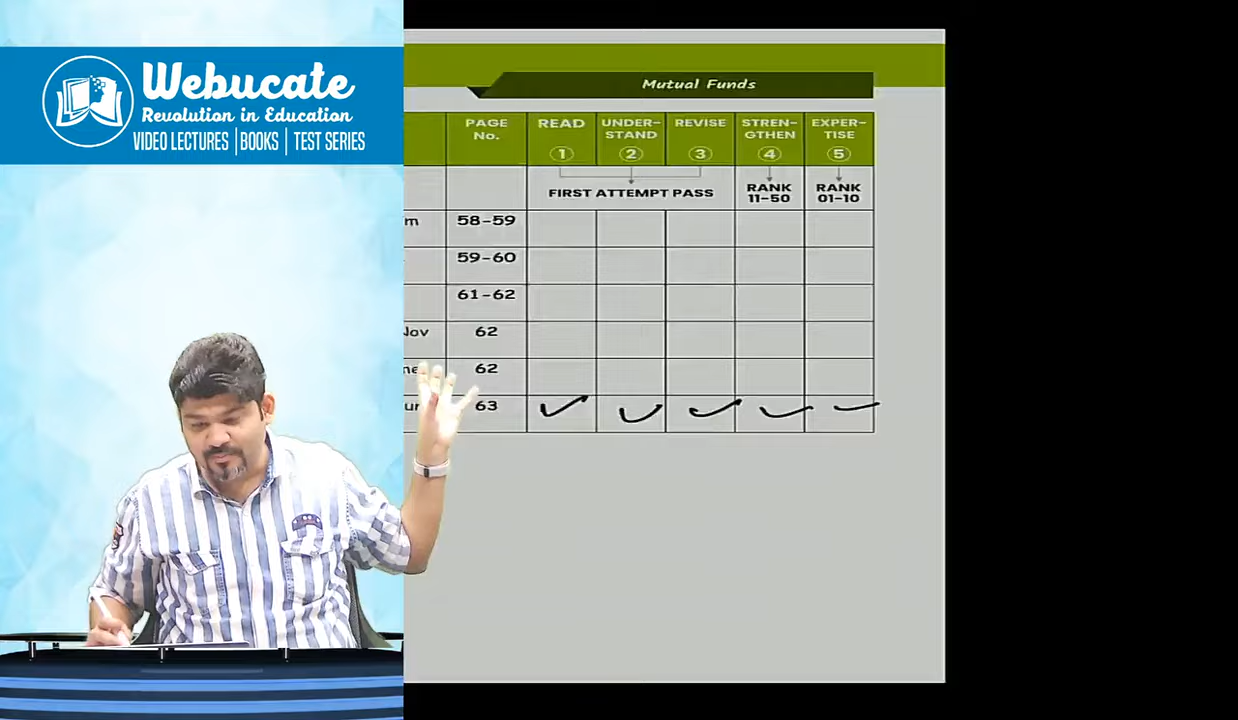 Webucate
Revolution in Education
VIDEO LECTURES | BOOKS | TEST SERIES
Mutual Funds
PAGE No. READ UNDER-STAND REVISE STREN-GTHEN EXPER-TISE
1 2 3 4 5
FIRST ATTEMPT PASS RANK 11-50 RANK 01-10
58-59
59-60
61-62
Nov 62
62
63